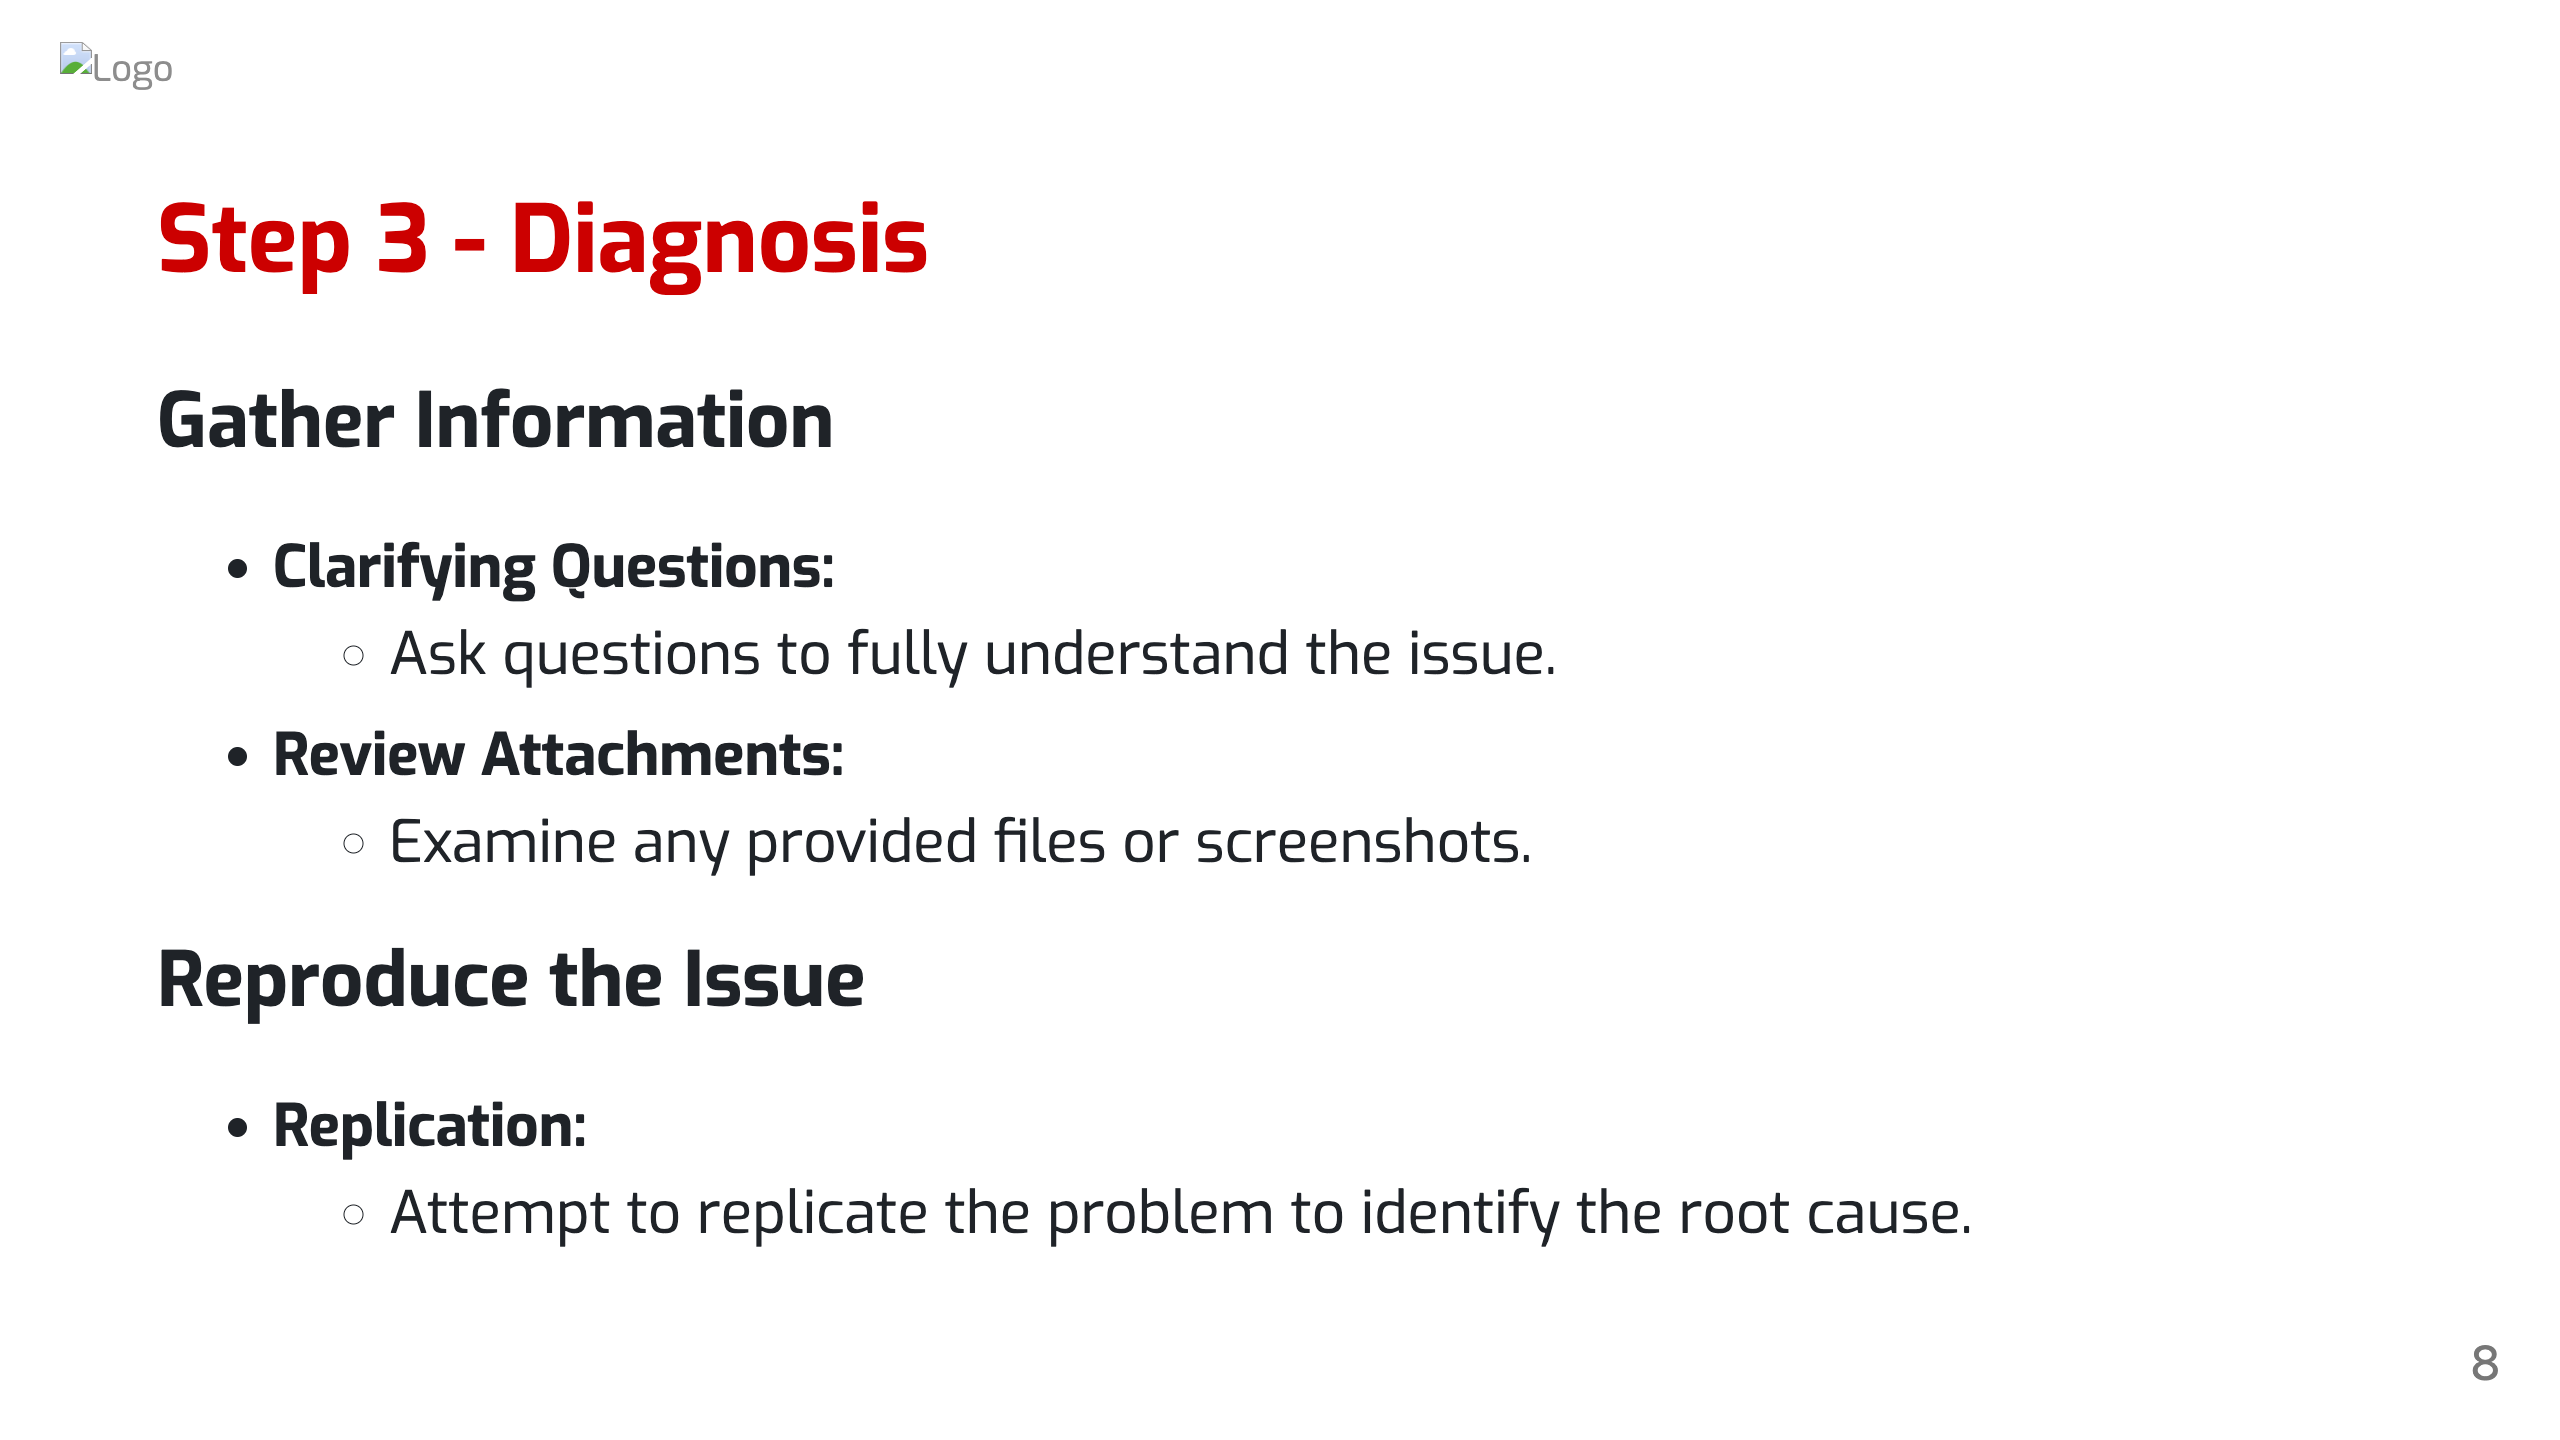 Logo
Step 3 - Diagnosis
Gather Information
• Clarifying Questions:
○ Ask questions to fully understand the issue.
• Review Attachments:
○ Examine any provided files or screenshots.
Reproduce the Issue
• Replication:
○ Attempt to replicate the problem to identify the root cause.
8